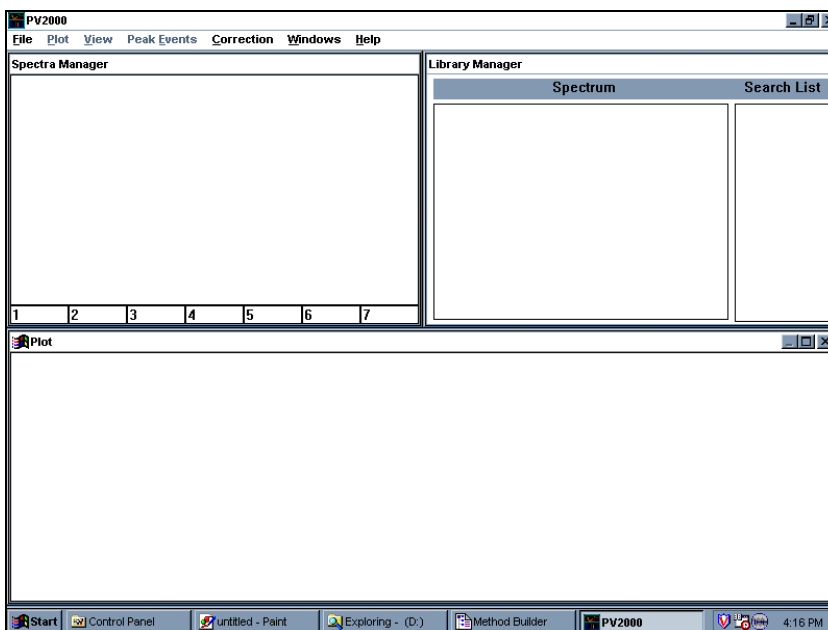 PV2000
File Plot View Peak Events Correction Windows Help
Spectra Manager
Library Manager
Spectrum Search List
1 2 3 4 5 6 7
Plot
Start Control Panel untitled - Paint Exploring - (D:) Method Builder PV2000 4:16 PM